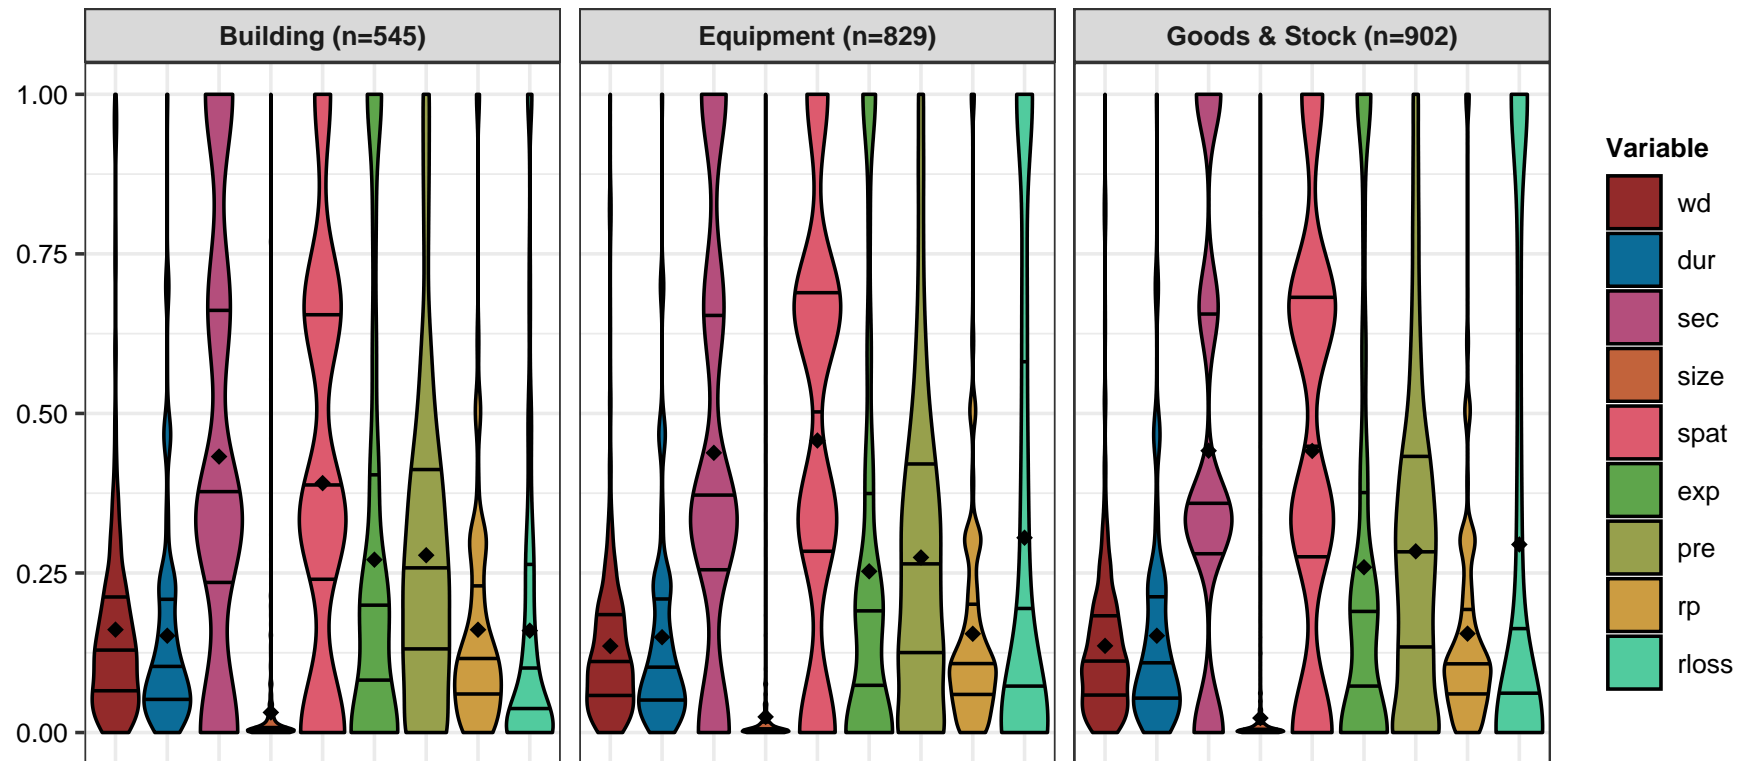 Building (n=545)
Equipment (n=829)
Goods & Stock (n=902)
1.00
0.75
0.50
0.25
0.00
Variable
wd
dur
sec
size
spat
exp
pre
rp
rloss